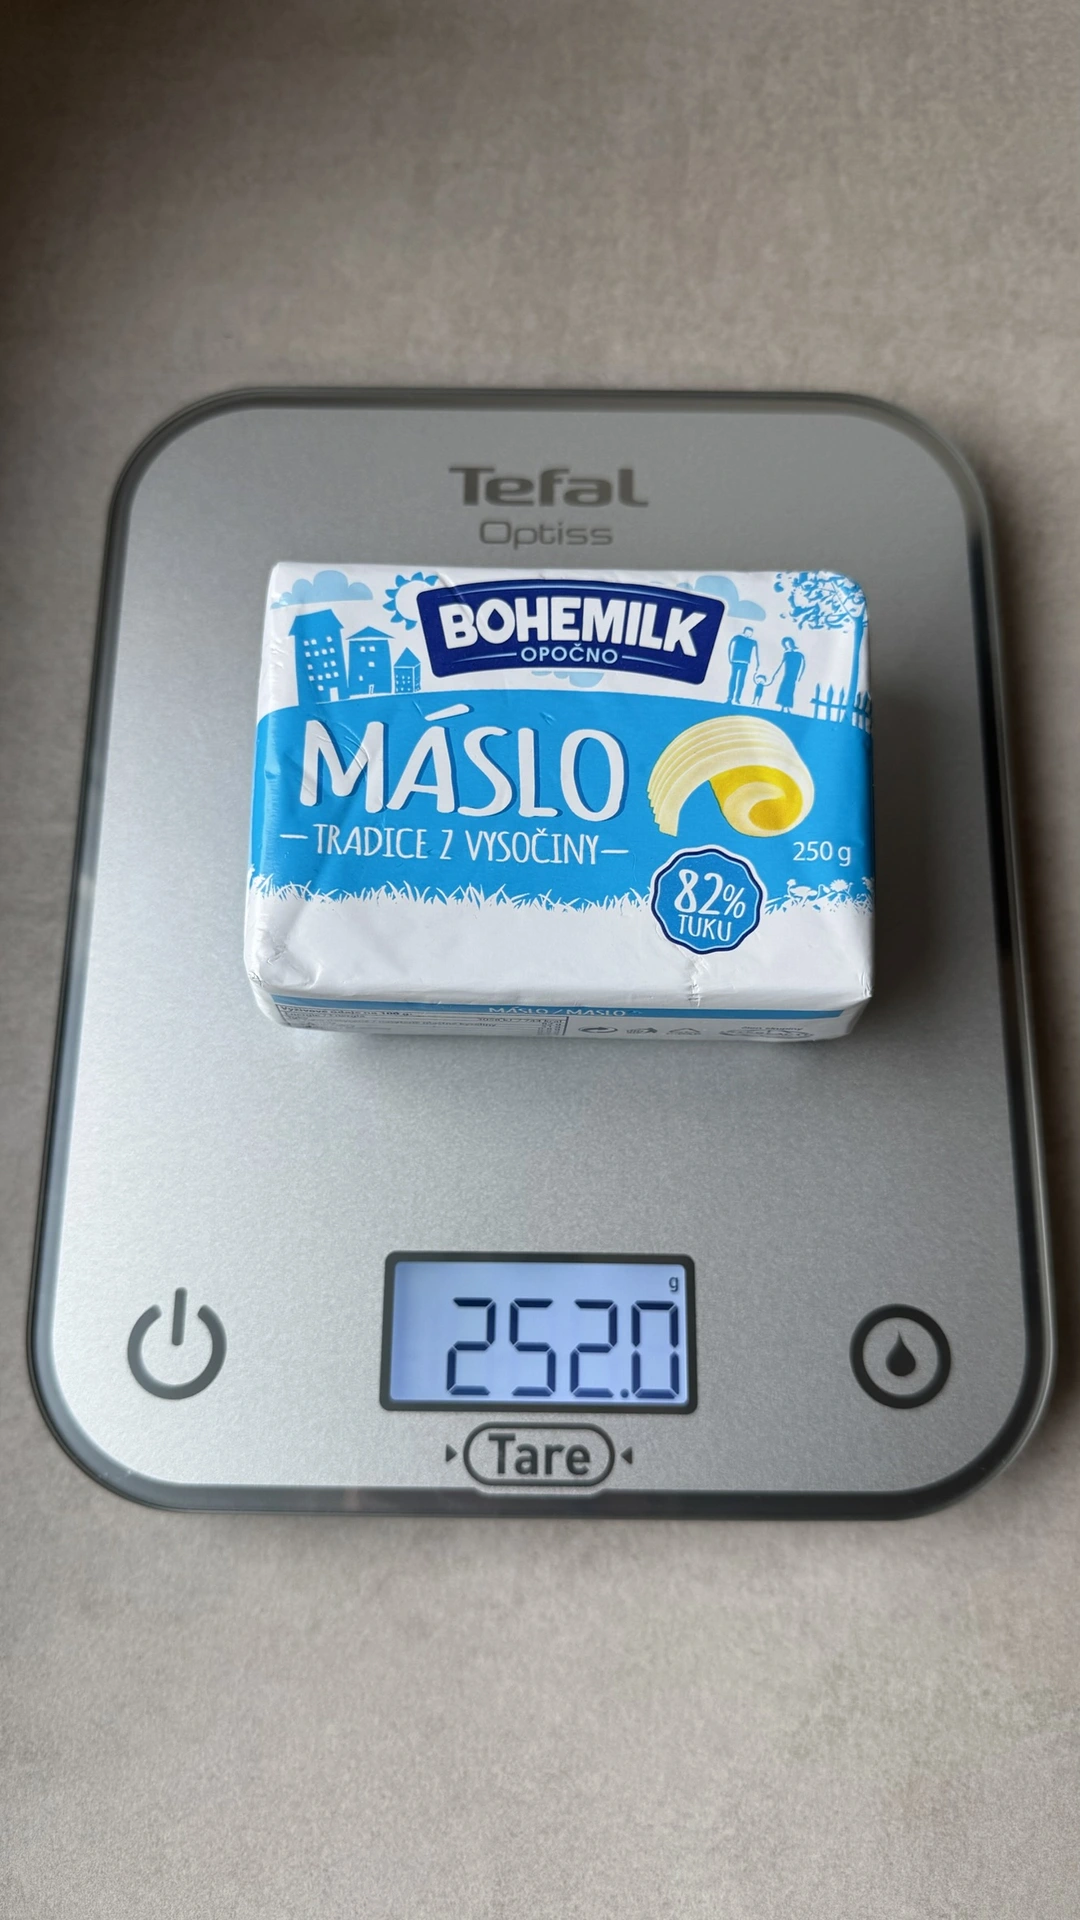 Tefal
Optiss
BOHEMILK
OPOČNO
MÁSLO
TRADICE Z VYSOČINY
250 g
82%
TUKU
MÁSLO / MASLO
g
252.0
Tare